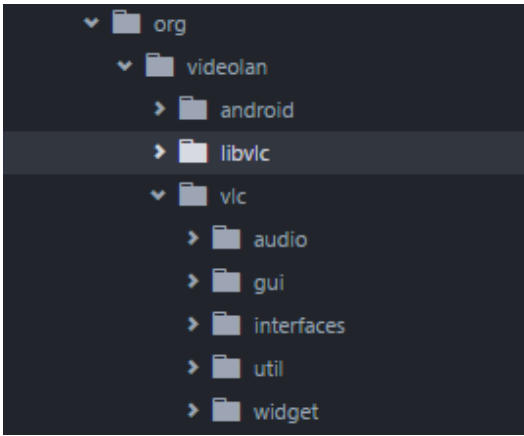 org
videolan
android
libvlc
vlc
audio
gui
interfaces
util
widget